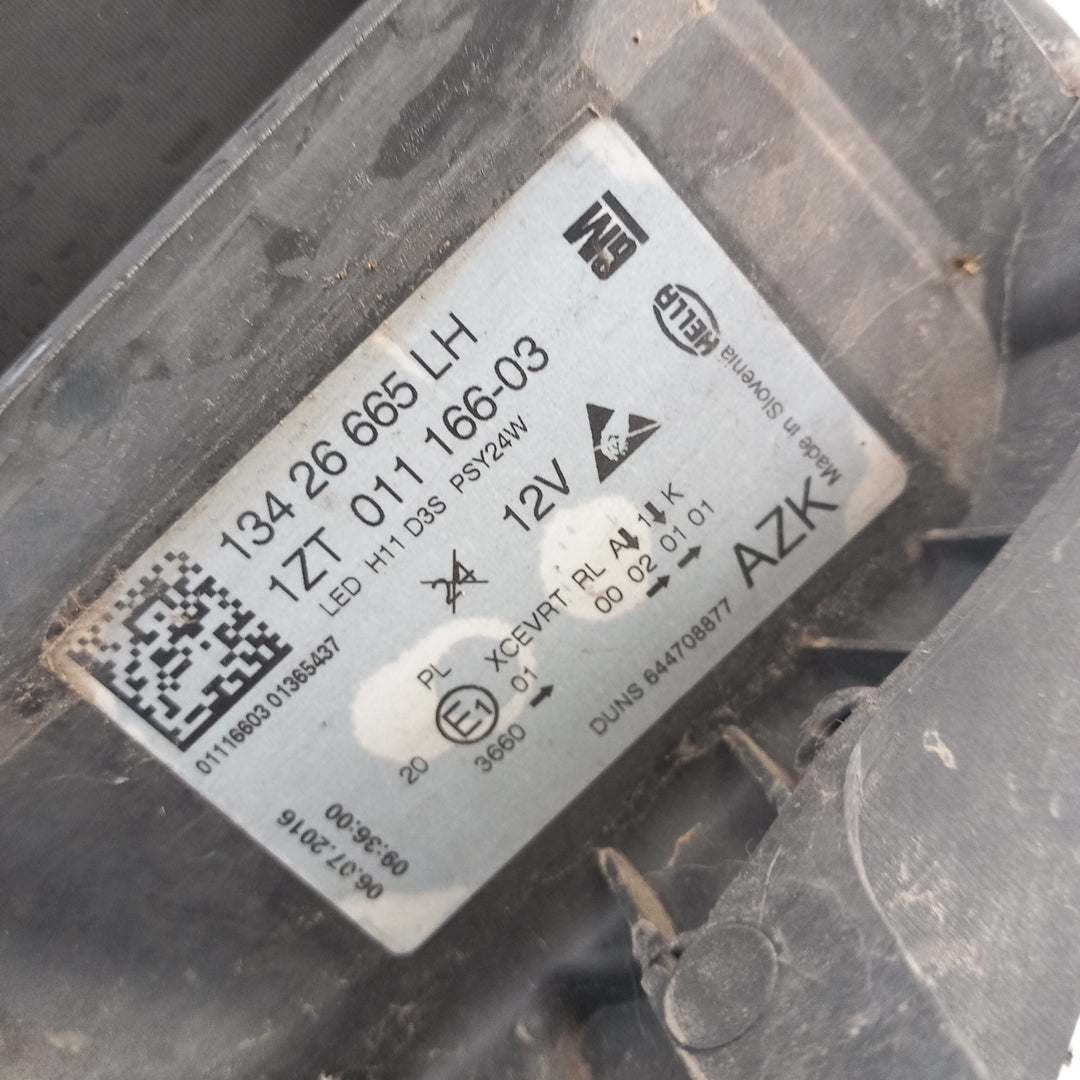 GM
HELLA
Made in Slovenia
134 26 665 LH
1ZT 011 166-03
LED H11 D3S PSY24W
24 12V
01116603 01365437
PL XCEVRT RL A 1 K
20 E1 01 00 02 01 01
3660
DUNS 644708877
AZK
06.07.2016
09:36:00